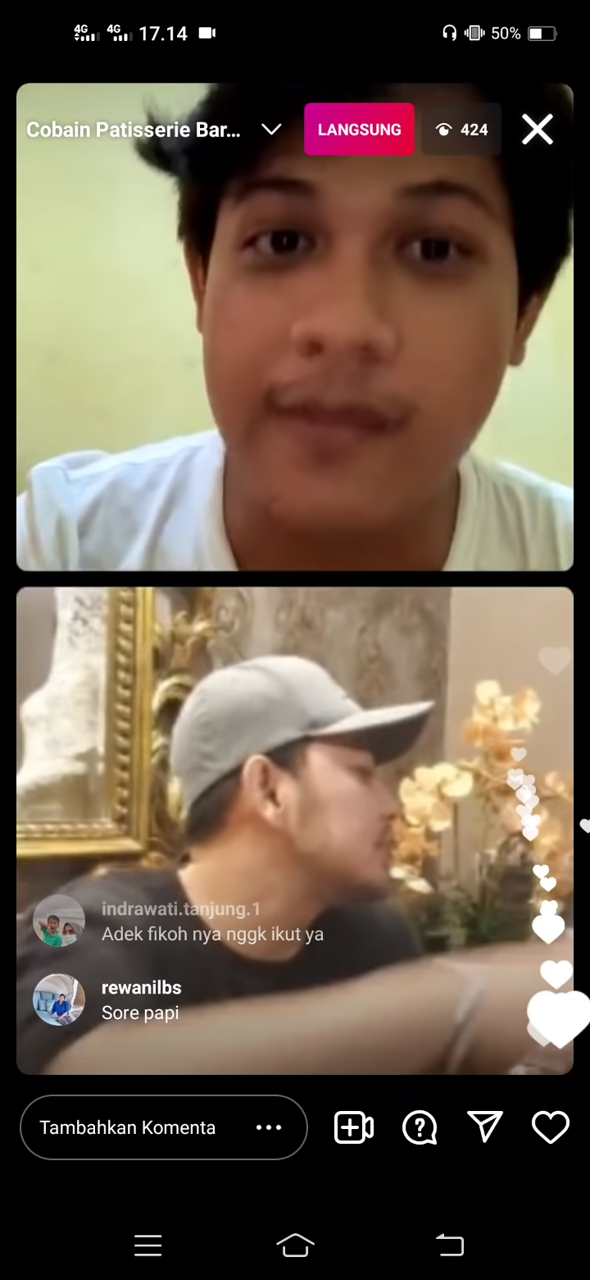 4G 4G 17.14 50%
Cobain Patisserie Bar... LANGSUNG 424
indrawati.tanjung.1
Adek fikoh nya nggk ikut ya
rewanilbs
Sore papi
Tambahkan Komenta